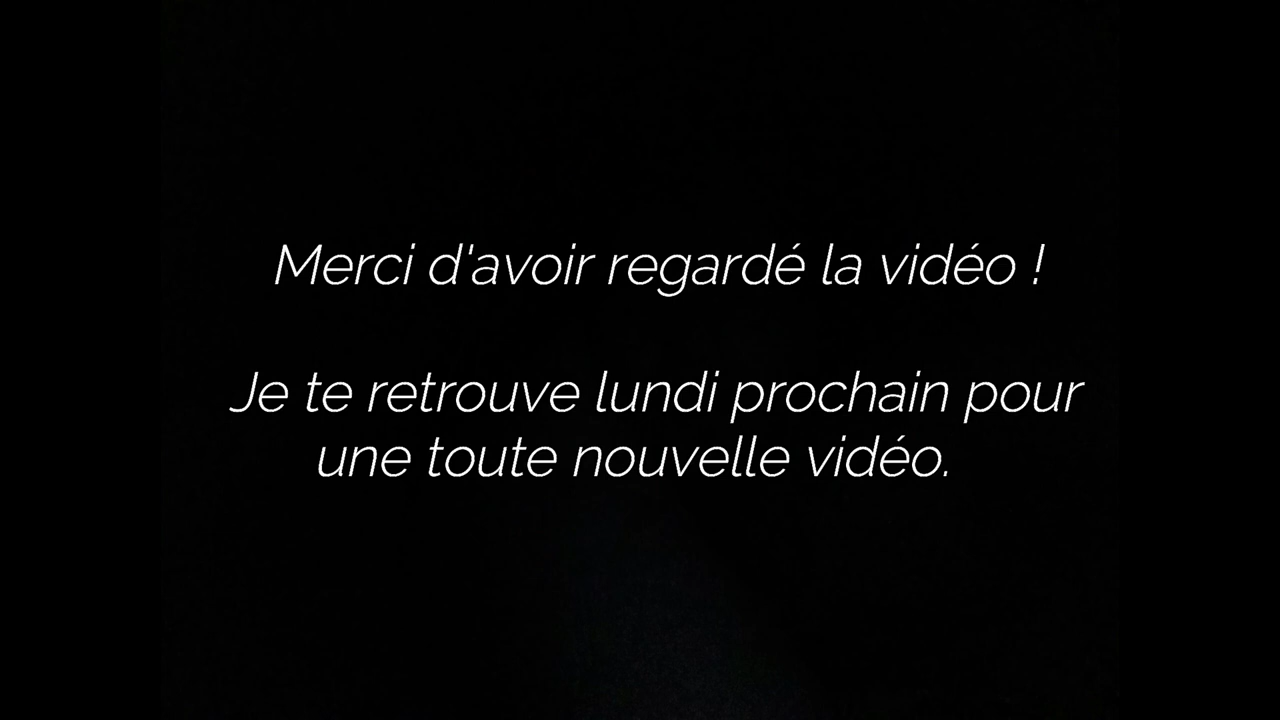 Merci d'avoir regardé la vidéo !
Je te retrouve lundi prochain pour
une toute nouvelle vidéo.